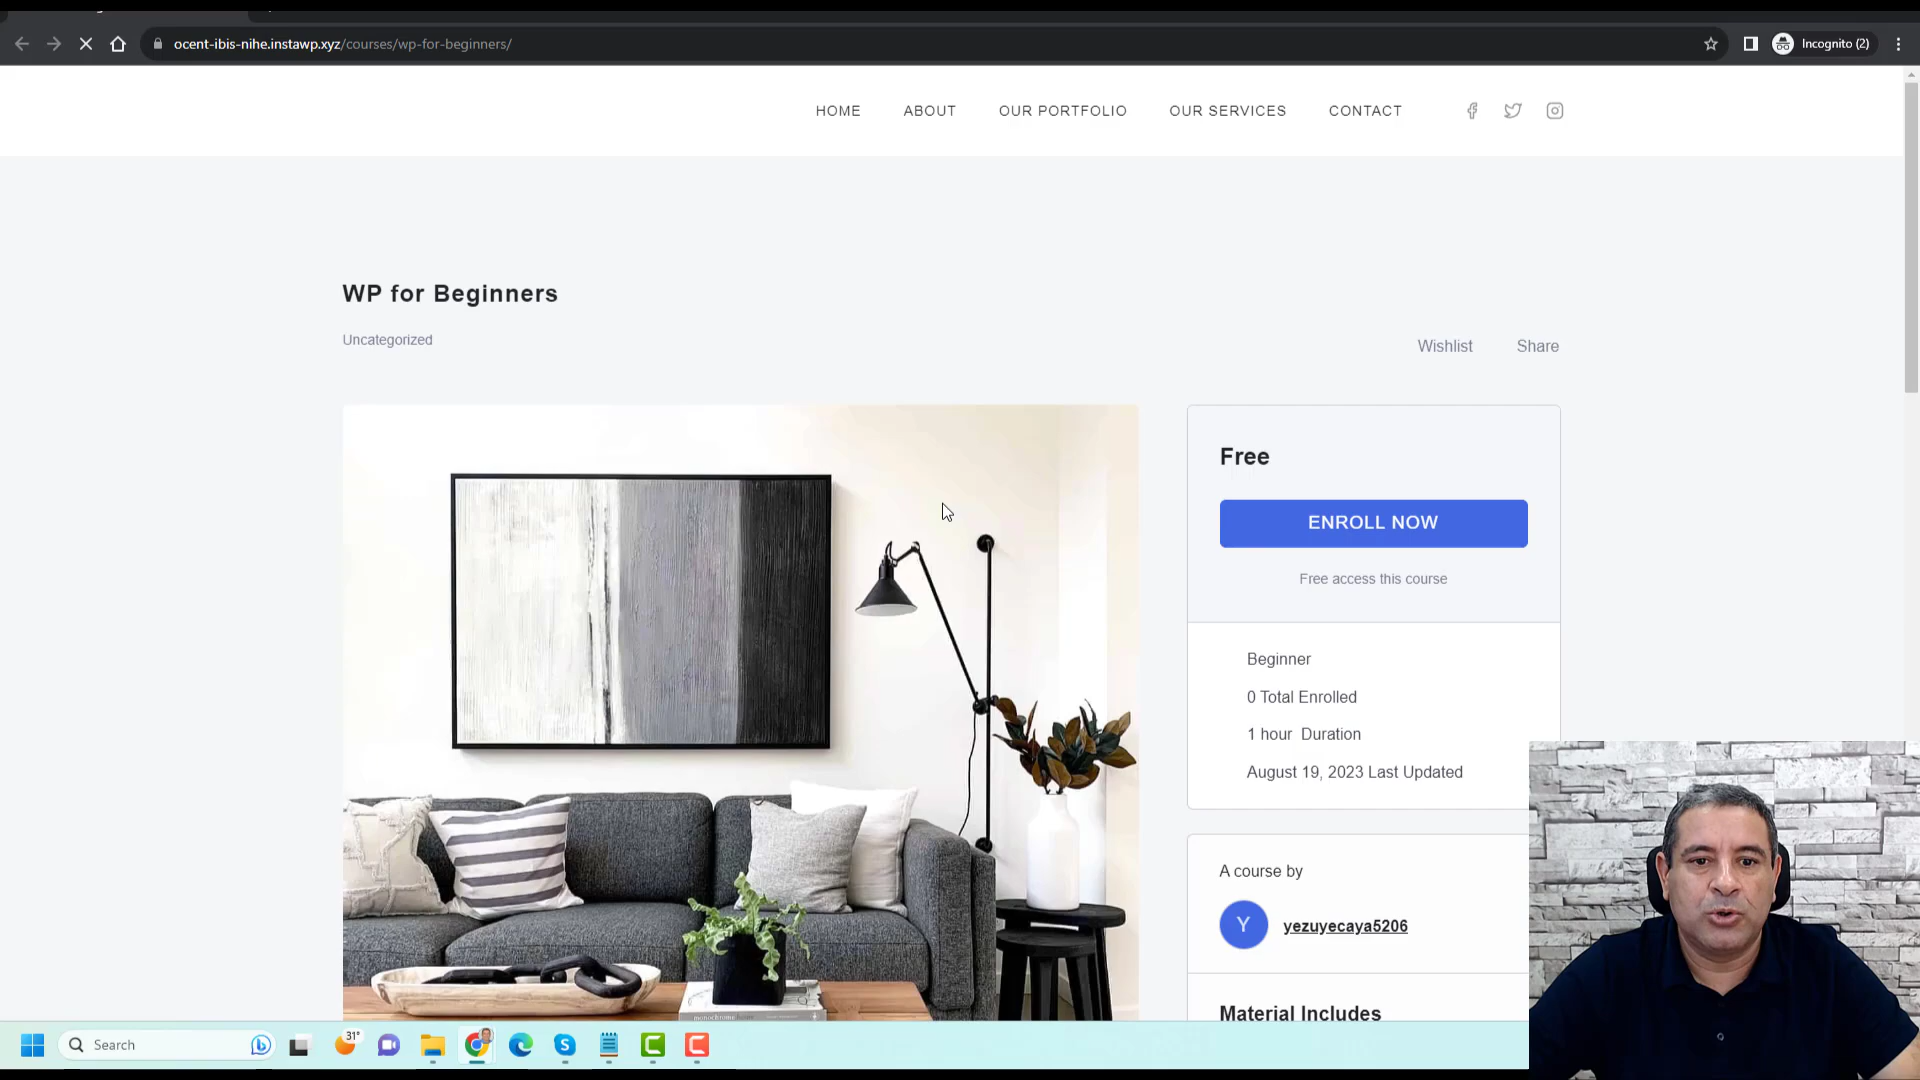 ocent-ibis-nihe.instawp.xyz/courses/wp-for-beginners/
Incognito (2)
HOME ABOUT OUR PORTFOLIO OUR SERVICES CONTACT
WP for Beginners
Uncategorized
Wishlist Share
Free
ENROLL NOW
Free access this course
Beginner
0 Total Enrolled
1 hour Duration
August 19, 2023 Last Updated
A course by
Y yezuyecaya5206
Material Includes
monochrome
Search
31°